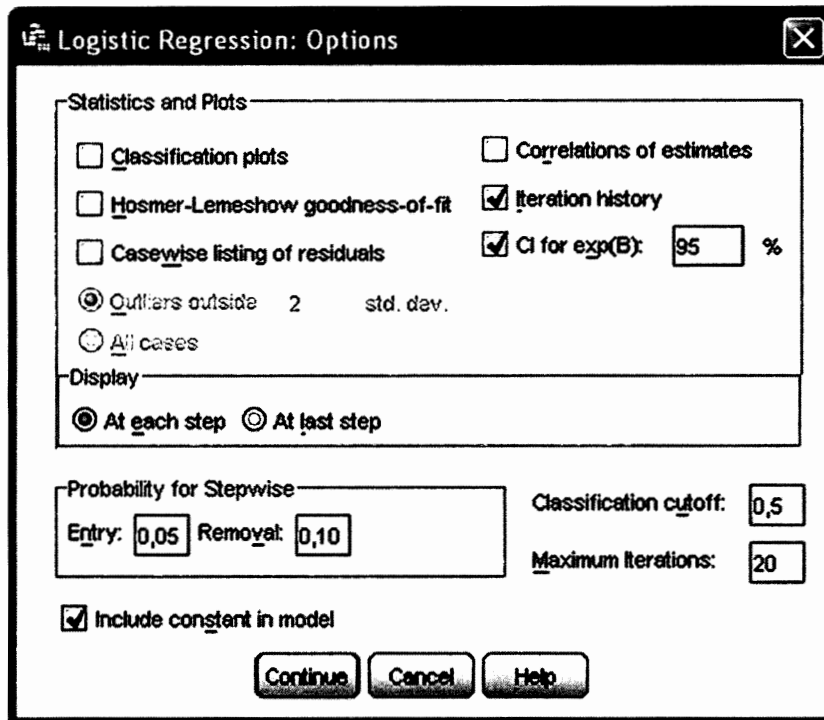 Logistic Regression: Options
Statistics and Plots
Classification plots
Correlations of estimates
Hosmer-Lemeshow goodness-of-fit
Iteration history
Casewise listing of residuals
CI for exp(B): 95 %
Outliers outside 2 std. dev.
All cases
Display
At each step At last step
Probability for Stepwise
Entry: 0,05 Removal: 0,10
Classification cutoff: 0,5
Maximum Iterations: 20
Include constant in model
Continue Cancel Help